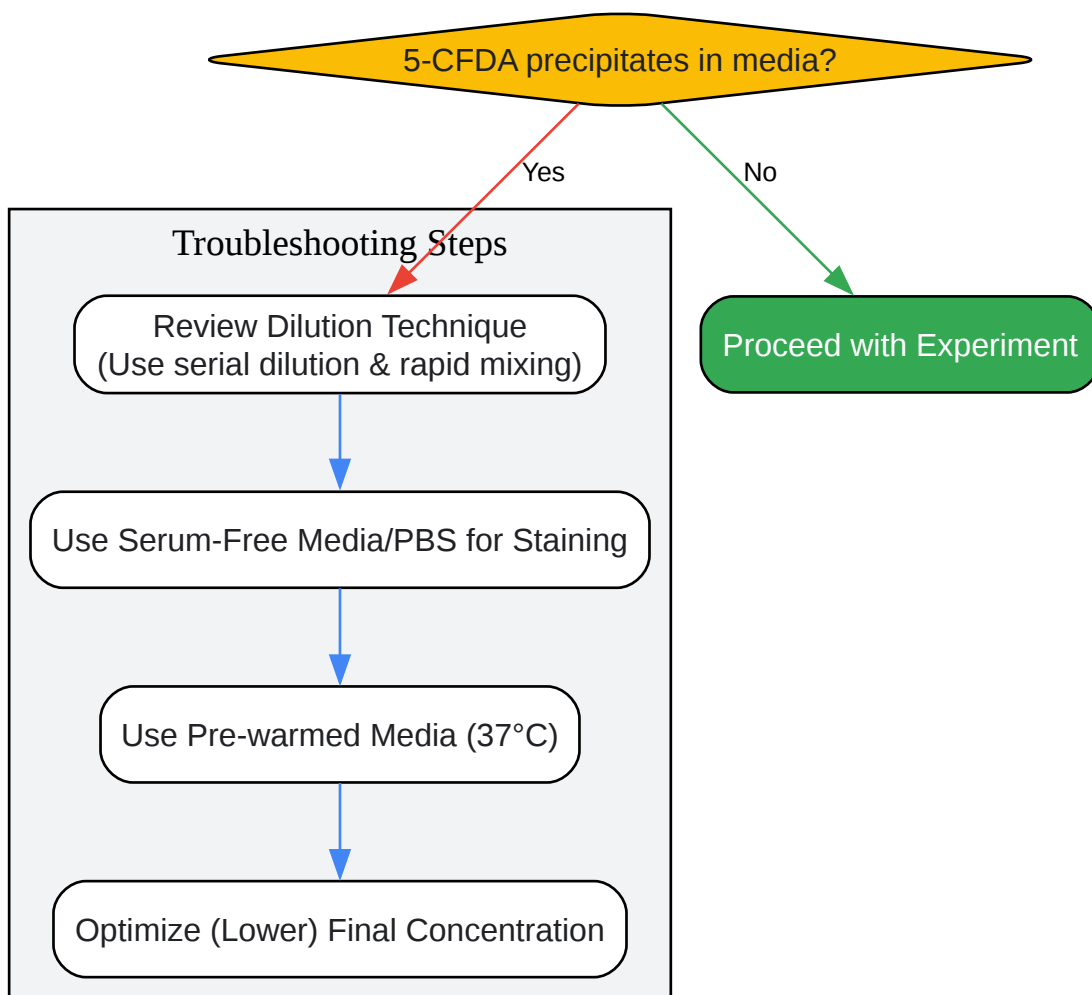 5-CFDA precipitates in media?
Yes
No
Troubleshooting Steps
Review Dilution Technique
(Use serial dilution & rapid mixing)
Proceed with Experiment
Use Serum-Free Media/PBS for Staining
Use Pre-warmed Media (37°C)
Optimize (Lower) Final Concentration